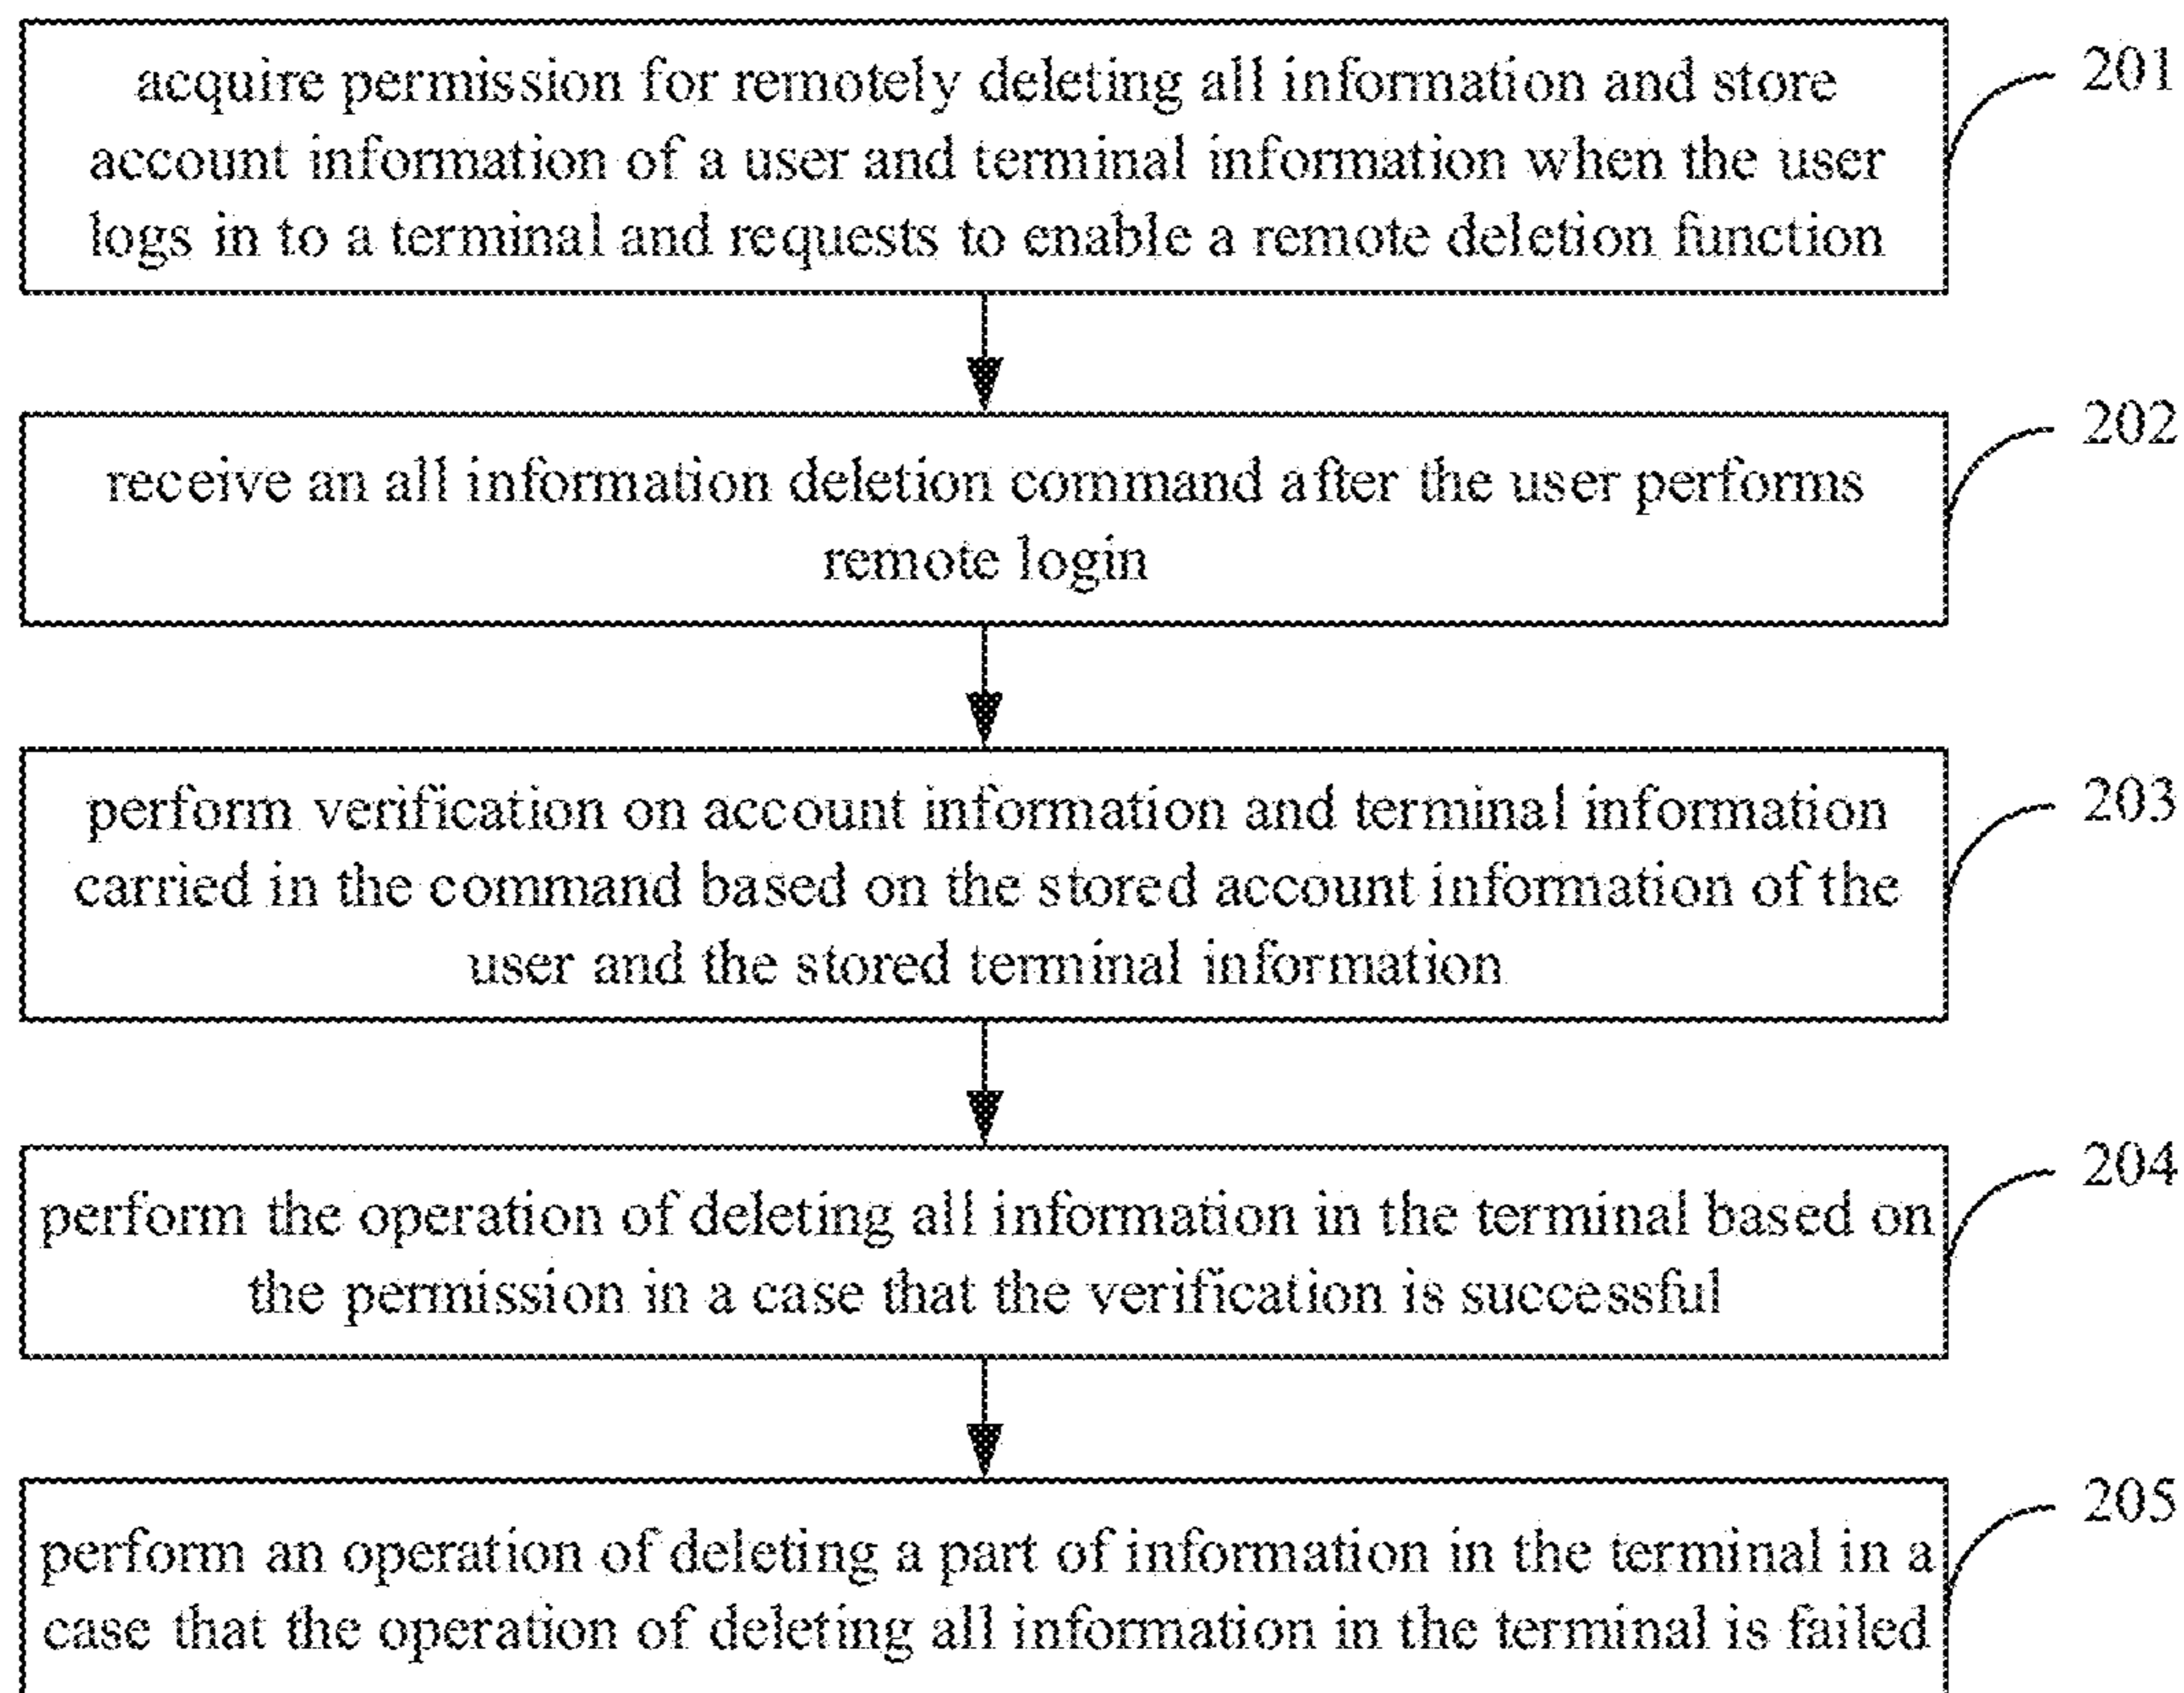 acquire permission for remotely deleting all information and store
account information of a user and terminal information when the user
logs in to a terminal and requests to enable a remote deletion function
201
receive an all information deletion command after the user performs
remote login
202
perform verification on account information and terminal information
carried in the command based on the stored account information of the
user and the stored terminal information
203
perform the operation of deleting all information in the terminal based on
the permission in a case that the verification is successful
204
perform an operation of deleting a part of information in the terminal in a
case that the operation of deleting all information in the terminal is failed
205